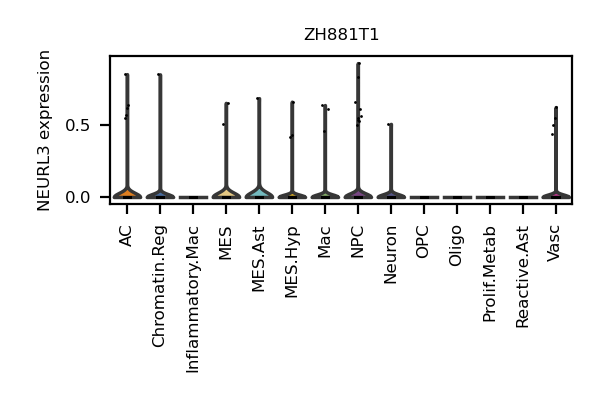 ZH881T1
NEURL3 expression
0.5
0.0
AC
Chromatin.Reg
Inflammatory.Mac
MES
MES.Ast
MES.Hyp
Mac
NPC
Neuron
OPC
Oligo
Prolif.Metab
Reactive.Ast
Vasc